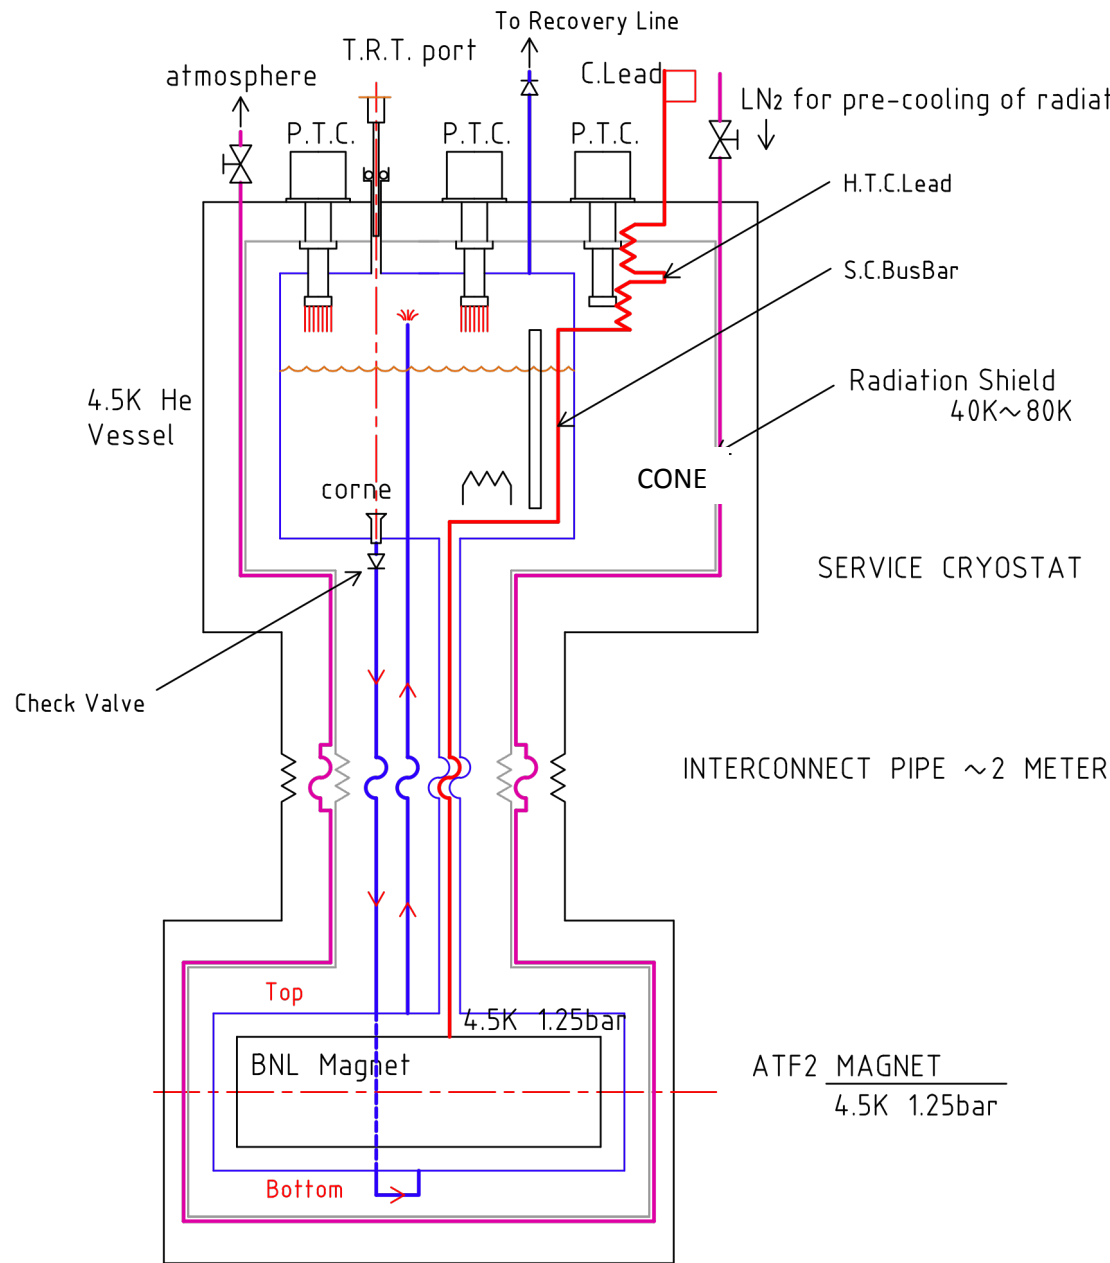 To Recovery Line
T.R.T. port
atmosphere
C.Lead
LN₂ for pre-cooling of radiat
P.T.C.
P.T.C.
P.T.C.
H.T.C.Lead
S.C.BusBar
Radiation Shield
40K~80K
4.5K He
Vessel
CONE
corne
SERVICE CRYOSTAT
Check Valve
INTERCONNECT PIPE ~2 METER
Top
4.5K 1.25bar
BNL Magnet
ATF2 MAGNET
4.5K 1.25bar
Bottom